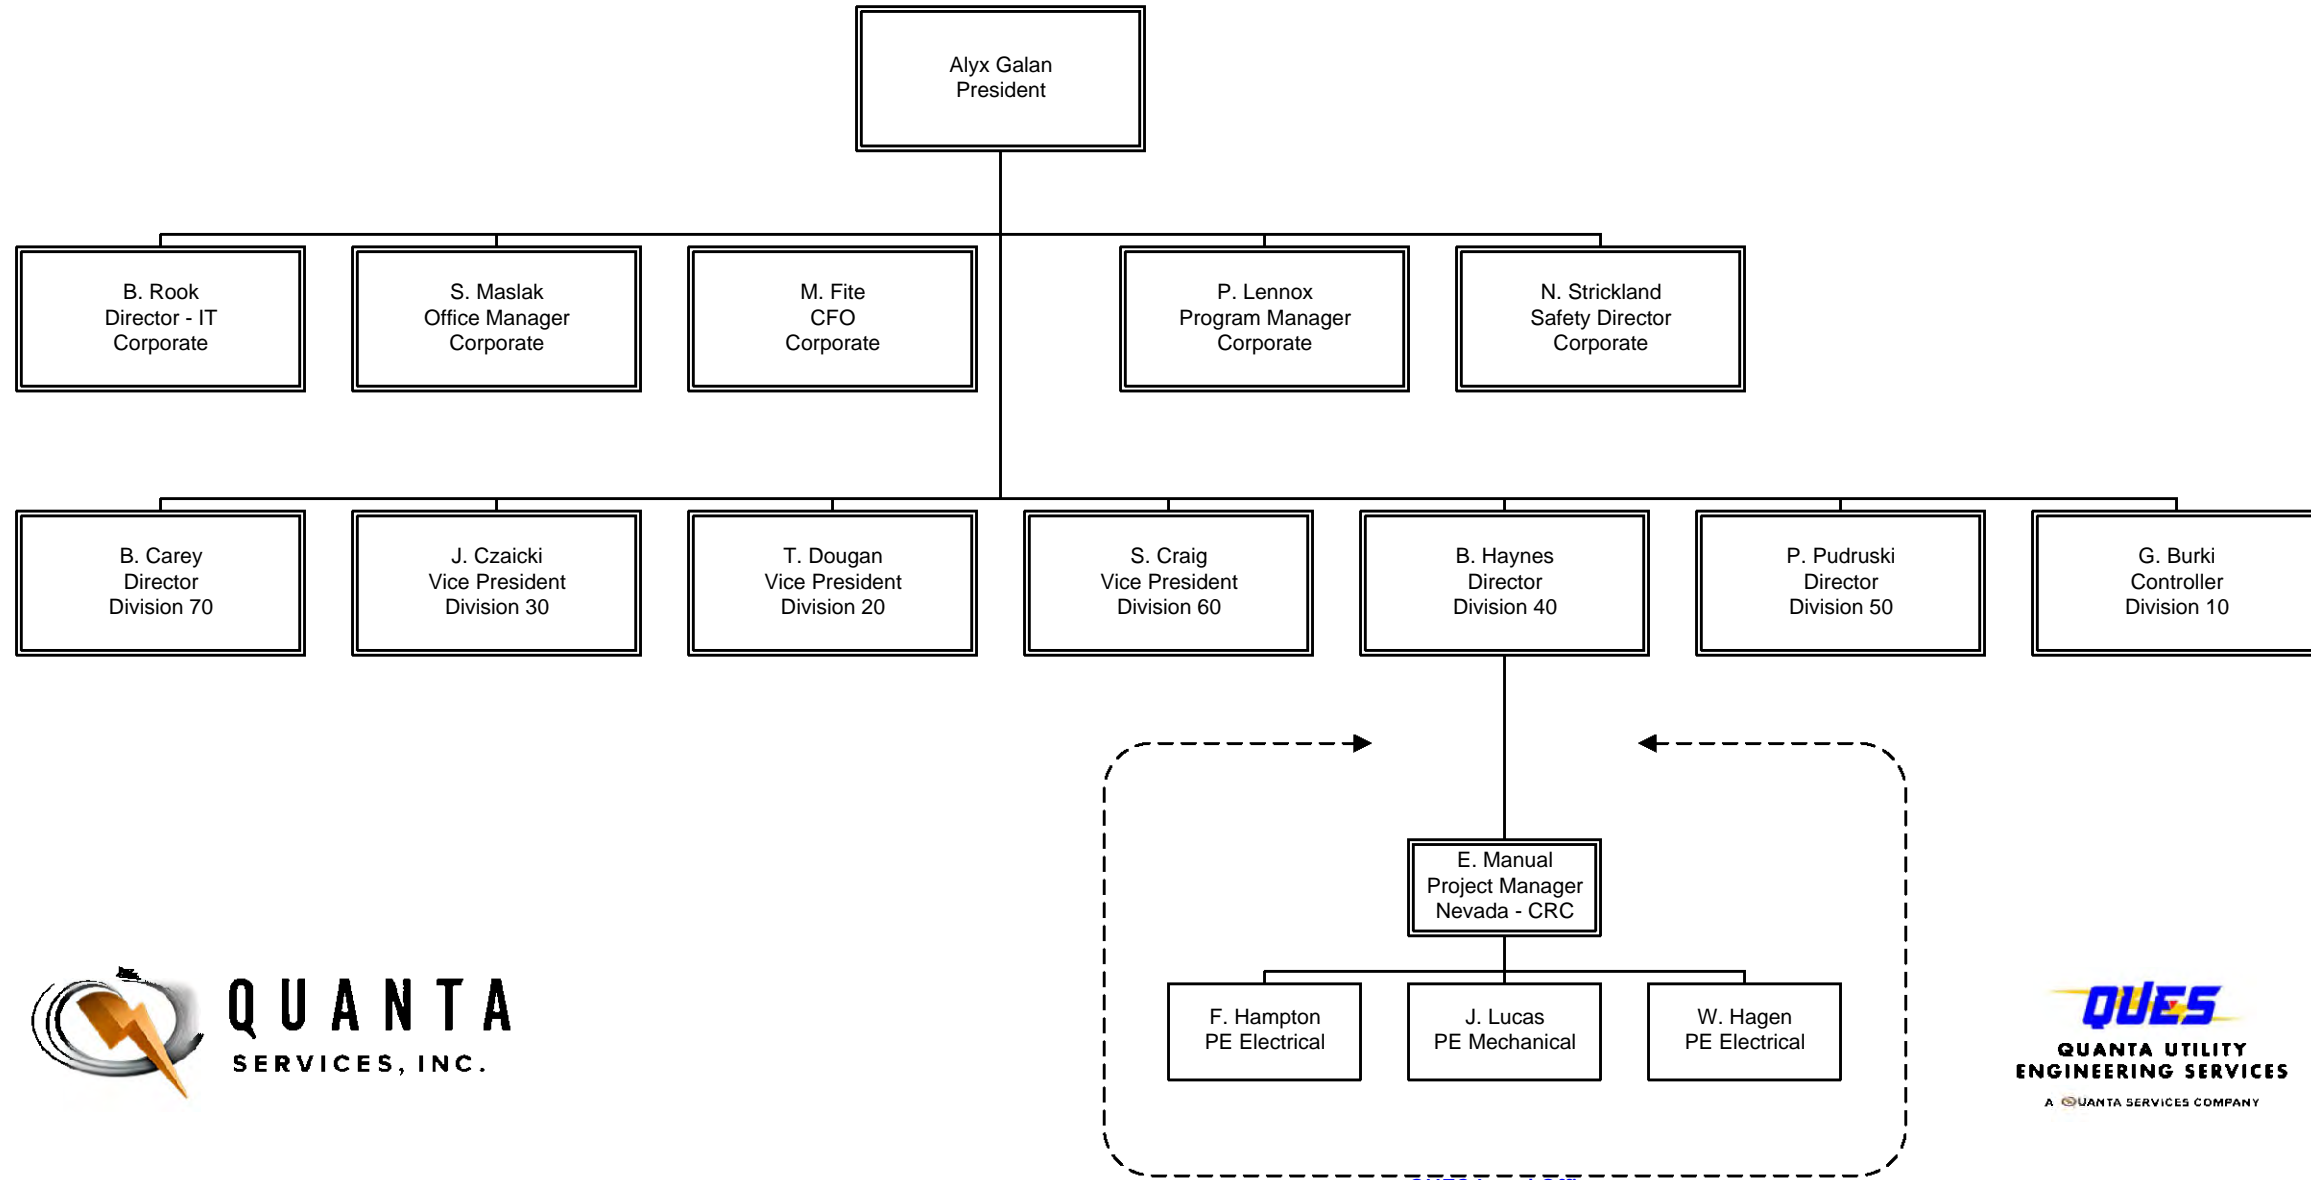 Alyx Galan
President
B. Rook
Director - IT
Corporate
S. Maslak
Office Manager
Corporate
M. Fite
CFO
Corporate
P. Lennox
Program Manager
Corporate
N. Strickland
Safety Director
Corporate
B. Carey
Director
Division 70
J. Czaicki
Vice President
Division 30
T. Dougan
Vice President
Division 20
S. Craig
Vice President
Division 60
B. Haynes
Director
Division 40
P. Pudruski
Director
Division 50
G. Burki
Controller
Division 10
E. Manual
Project Manager
Nevada - CRC
F. Hampton
PE Electrical
J. Lucas
PE Mechanical
W. Hagen
PE Electrical
QUANTA
SERVICES, INC.
QUES
QUANTA UTILITY
ENGINEERING SERVICES
A QUANTA SERVICES COMPANY